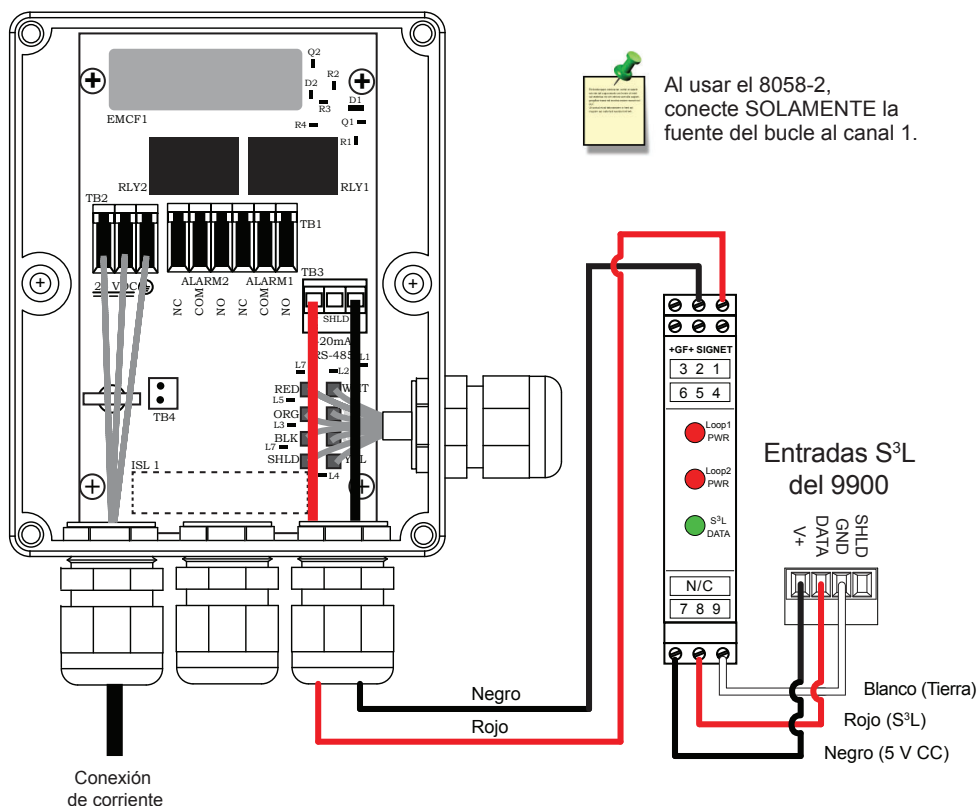 Al usar el 8058-2,
conecte SOLAMENTE la
fuente del bucle al canal 1.
EMCF1
Q2
D2
R2
R3
D1
R4
Q1
R1
RLY2
RLY1
TB2
TB1
VDC
ALARM2
ALARM1
NC
COM
NO
NC
COM
NO
TB3
SHLD
20mA
RS-485
L7
L2
L1
RED
L5
ORG
L3
BLK
L7
SHLD
L4
TB4
ISL 1
+GF+ SIGNET
3 2 1
6 5 4
Loop1
PWR
Loop2
PWR
S³L
DATA
N/C
7 8 9
Entradas S³L
del 9900
V+
DATA
GND
SHLD
Negro
Rojo
Blanco (Tierra)
Rojo (S³L)
Negro (5 V CC)
Conexión
de corriente